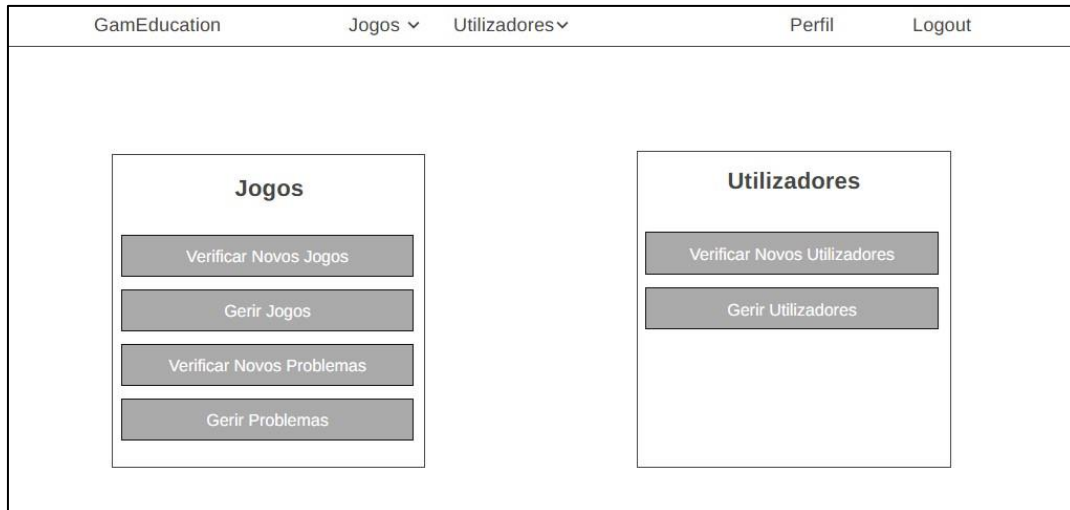 GamEducation Jogos Utilizadores Perfil Logout
Jogos
Verificar Novos Jogos
Gerir Jogos
Verificar Novos Problemas
Gerir Problemas
Utilizadores
Verificar Novos Utilizadores
Gerir Utilizadores